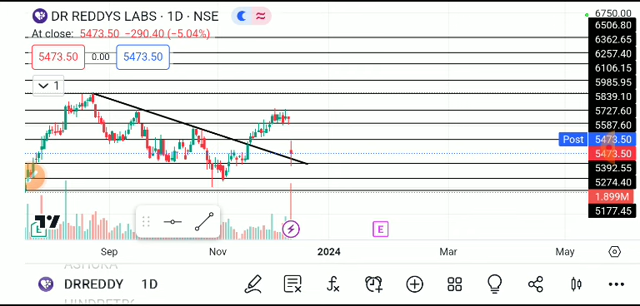 DR REDDYS LABS · 1D · NSE
At close: 5473.50 −290.40 (−5.04%)
5473.50 0.00 5473.50
1
6750.00
6506.80
6362.65
6257.40
6106.15
5985.95
5839.10
5727.60
5587.60
Post 5473.50
5473.50
5392.55
5274.40
1.899M
5177.45
E
E
Sep Nov 2024 Mar May
DRREDDY 1D